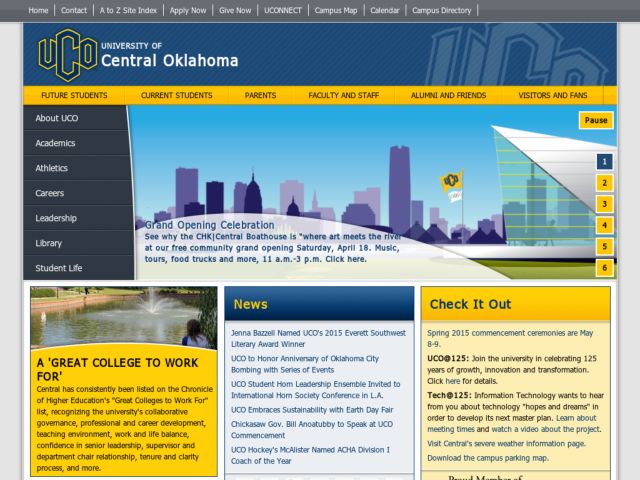 Home Contact A to Z Site Index Apply Now Give Now UCONNECT Campus Map Calendar Campus Directory
UCO
UNIVERSITY OF
Central Oklahoma
FUTURE STUDENTS CURRENT STUDENTS PARENTS FACULTY AND STAFF ALUMNI AND FRIENDS VISITORS AND FANS
About UCO
Academics
Athletics
Careers
Leadership
Library
Student Life
Pause
1
2
3
4
5
6
UCO
Grand Opening Celebration
See why the CHK|Central Boathouse is "where art meets the river
at our free community grand opening Saturday, April 18. Music,
tours, food trucks and more, 11 a.m.-3 p.m. Click here.
A 'GREAT COLLEGE TO WORK
FOR'
Central has consistently been listed on the Chronicle
of Higher Education's "Great Colleges to Work For"
list, recognizing the university's collaborative
governance, professional and career development,
teaching environment, work and life balance,
confidence in senior leadership, supervisor and
department chair relationship, tenure and clarity
process, and more.
News
Jenna Bazzell Named UCO's 2015 Everett Southwest
Literary Award Winner
UCO to Honor Anniversary of Oklahoma City
Bombing with Series of Events
UCO Student Horn Leadership Ensemble Invited to
International Horn Society Conference in L.A.
UCO Embraces Sustainability with Earth Day Fair
Chickasaw Gov. Bill Anoatubby to Speak at UCO
Commencement
UCO Hockey's McAlister Named ACHA Division I
Coach of the Year
Check It Out
Spring 2015 commencement ceremonies are May
8-9.
UCO@125: Join the university in celebrating 125
years of growth, innovation and transformation.
Click here for details.
Tech@125: Information Technology wants to hear
from you about technology "hopes and dreams" in
order to develop its next master plan. Learn about
meeting times and watch a video about the project.
Visit Central's severe weather information page.
Download the campus parking map.
Proud Member of